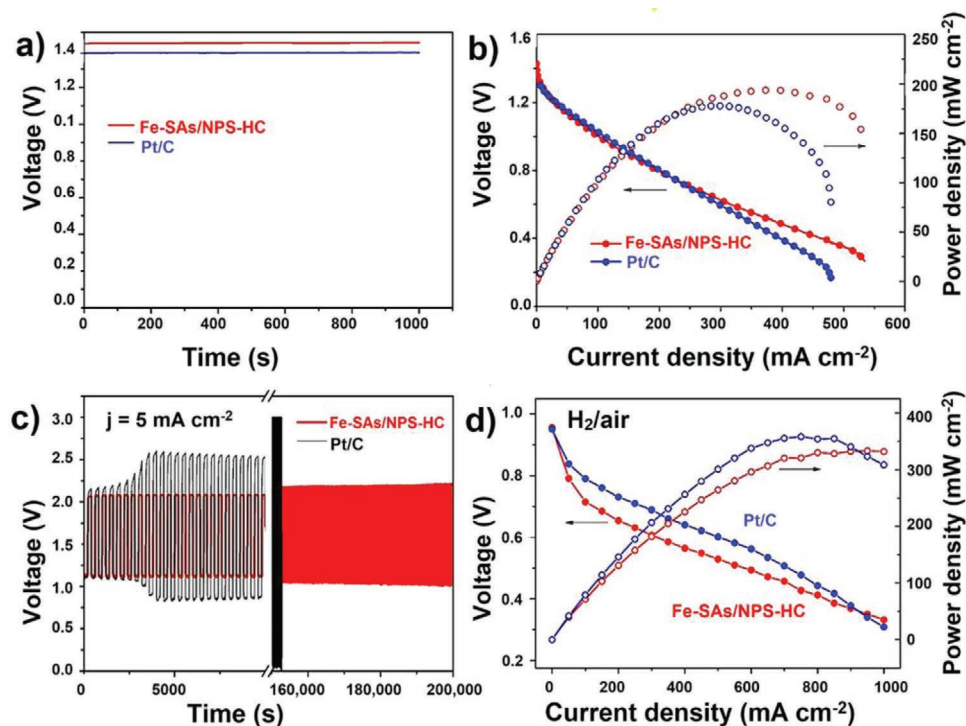 a)
Voltage (V)
1.4
1.2
1.0
0.8
0.6
0.4
0.2
0.0
Fe-SAs/NPS-HC
Pt/C
0 200 400 600 800 1000
Time (s)
b)
Voltage (V)
1.6
1.2
0.8
0.4
0.0
Fe-SAs/NPS-HC
Pt/C
250
200
150
100
50
0
Power density (mW cm-2)
0 100 200 300 400 500 600
Current density (mA cm-2)
c)
Voltage (V)
3.0
2.5
2.0
1.5
1.0
0.5
0.0
j = 5 mA cm-2
Fe-SAs/NPS-HC
Pt/C
0 5000 160,000 180,000 200,000
Time (s)
d)
Voltage (V)
1.0
0.8
0.6
0.4
0.2
H2/air
Pt/C
Fe-SAs/NPS-HC
400
300
200
100
0
Power density (mW cm-2)
0 200 400 600 800 1000
Current density (mA cm-2)